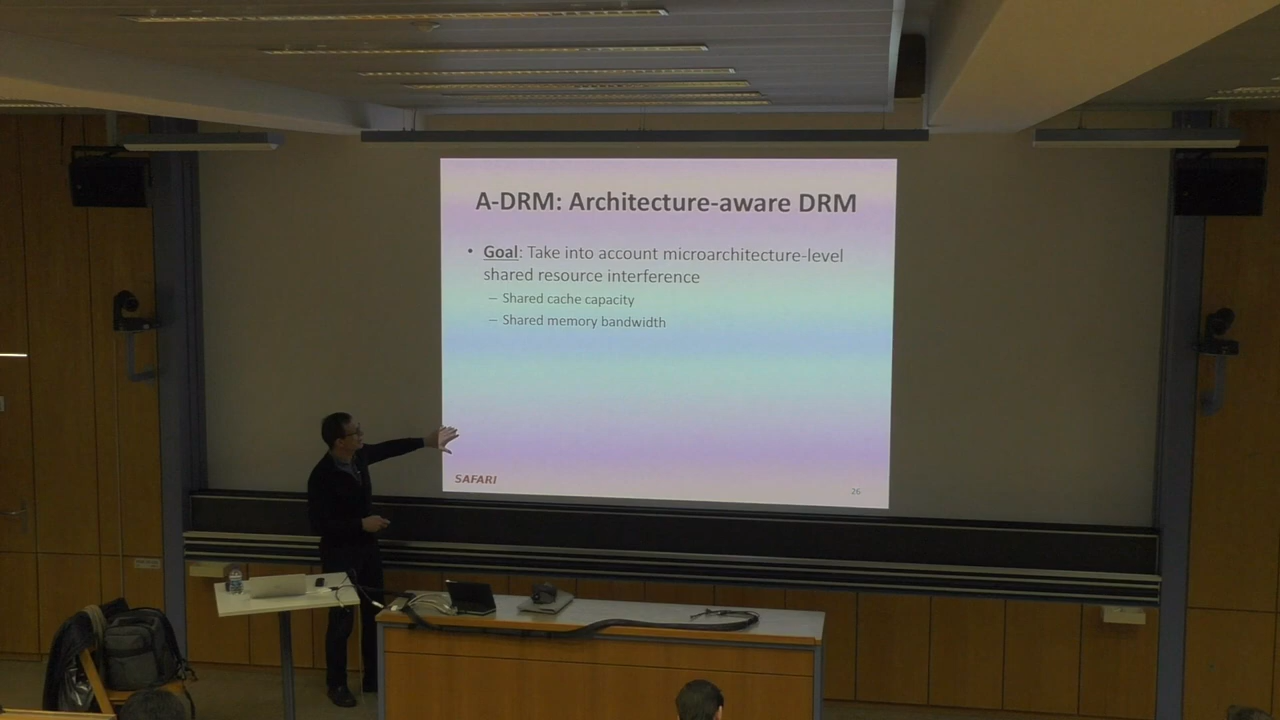 A-DRM: Architecture-aware DRM
• Goal: Take into account microarchitecture-level
shared resource interference
– Shared cache capacity
– Shared memory bandwidth
SAFARI
26